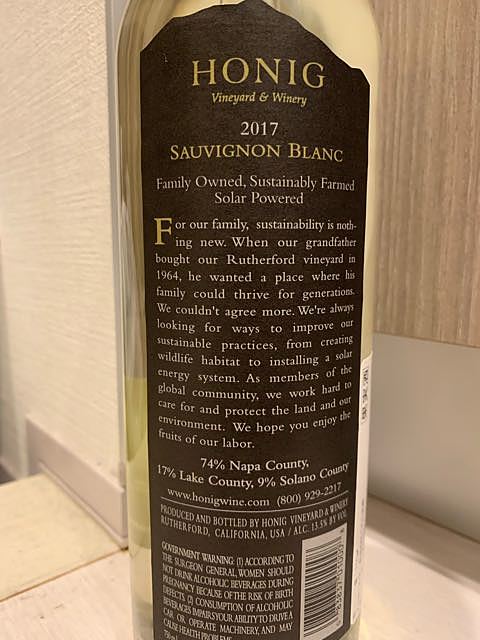 HONIG
Vineyard & Winery
2017
SAUVIGNON BLANC
Family Owned, Sustainably Farmed
Solar Powered
For our family, sustainability is noth-
ing new. When our grandfather
bought our Rutherford vineyard in
1964, he wanted a place where his
family could thrive for generations.
We couldn't agree more. We're always
looking for ways to improve our
sustainable practices, from creating
wildlife habitat to installing a solar
energy system. As members of the
global community, we work hard to
care for and protect the land and our
environment. We hope you enjoy the
fruits of our labor.
74% Napa County,
17% Lake County, 9% Solano County
www.honigwine.com (800) 929-2217
PRODUCED AND BOTTLED BY HONIG VINEYARD & WINERY
RUTHERFORD, CALIFORNIA, USA / ALC. 13.5% BY VOL.
GOVERNMENT WARNING: (1) ACCORDING TO
THE SURGEON GENERAL, WOMEN SHOULD
NOT DRINK ALCOHOLIC BEVERAGES DURING
PREGNANCY BECAUSE OF THE RISK OF BIRTH
DEFECTS. (2) CONSUMPTION OF ALCOHOLIC
BEVERAGES IMPAIRS YOUR ABILITY TO DRIVE A
CAR OR OPERATE MACHINERY, AND MAY
CAUSE HEALTH PROBLEMS.